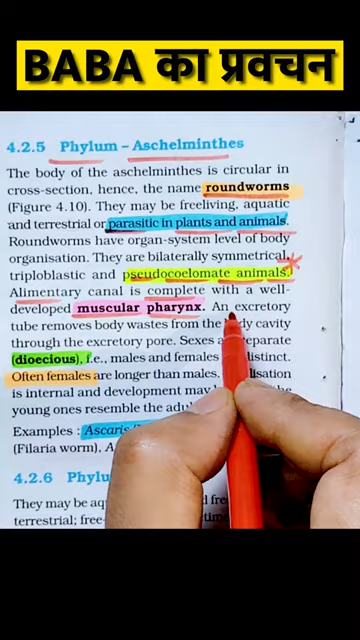 BABA का प्रवचन
4.2.5 Phylum – Aschelminthes
The body of the aschelminthes is circular in
cross-section, hence, the name roundworms
(Figure 4.10). They may be freeliving, aquatic
and terrestrial or parasitic in plants and animals.
Roundworms have organ-system level of body
organisation. They are bilaterally symmetrical,
triploblastic and pseudocoelomate animals.
Alimentary canal is complete with a well-
developed muscular pharynx. An excretory
tube removes body wastes from the body cavity
through the excretory pore. Sexes separate
(dioecious), i.e., males and females distinct.
Often females are longer than males.
is internal and development may the
young ones resemble the
Examples : Ascaris
(Filaria worm),
4.2.6
They may be
terrestrial; free-